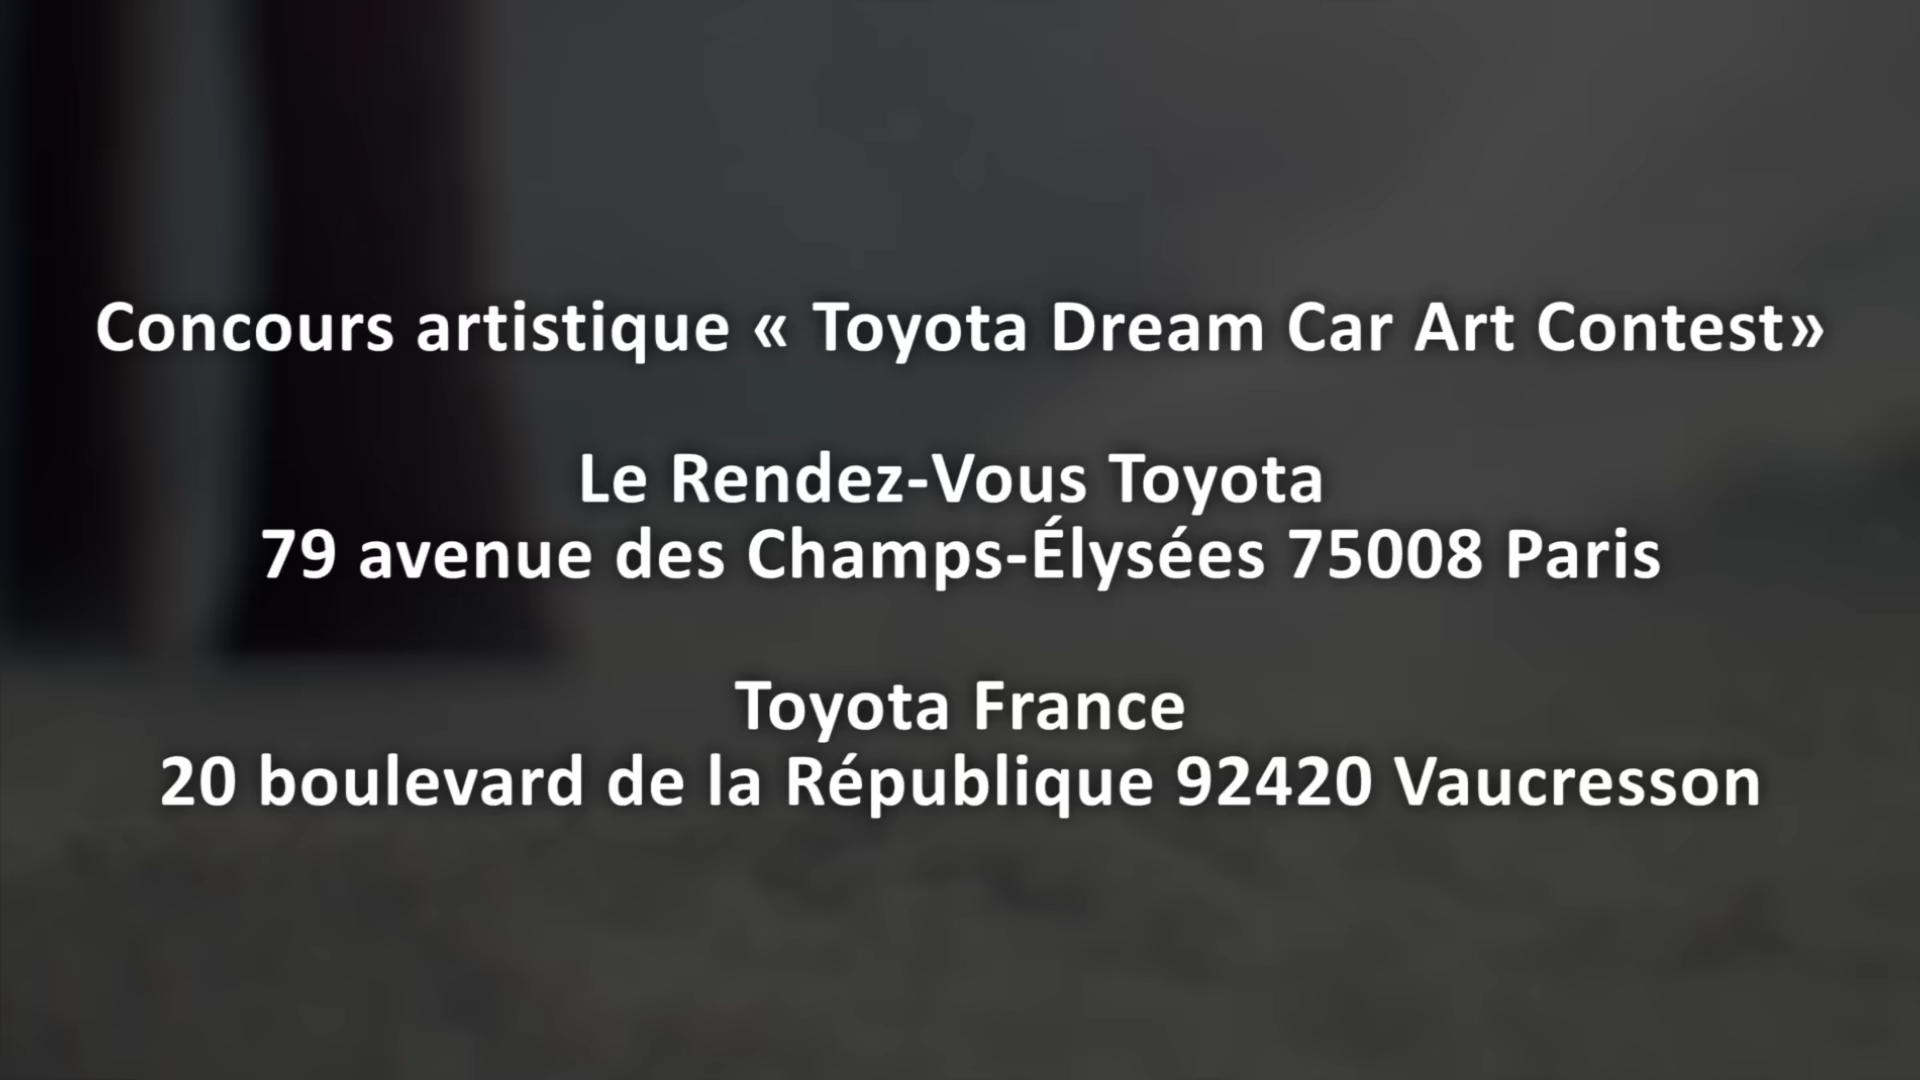 Concours artistique « Toyota Dream Car Art Contest»
Le Rendez-Vous Toyota
79 avenue des Champs-Élysées 75008 Paris
Toyota France
20 boulevard de la République 92420 Vaucresson